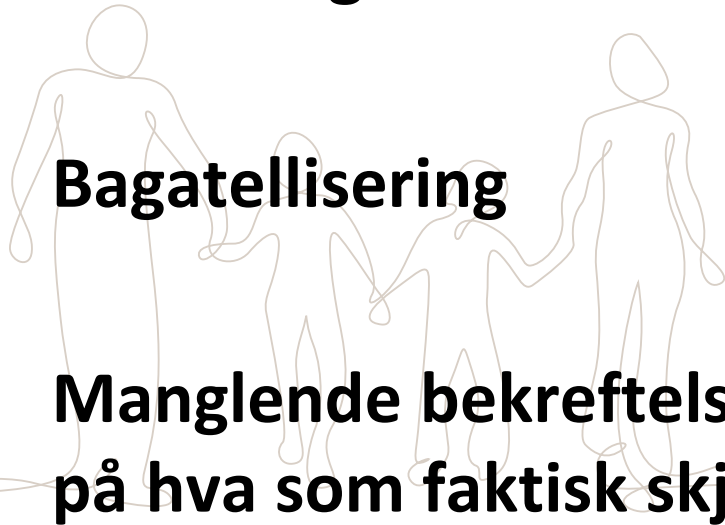 Bagatellisering
Manglende bekreftels
på hva som faktisk skj